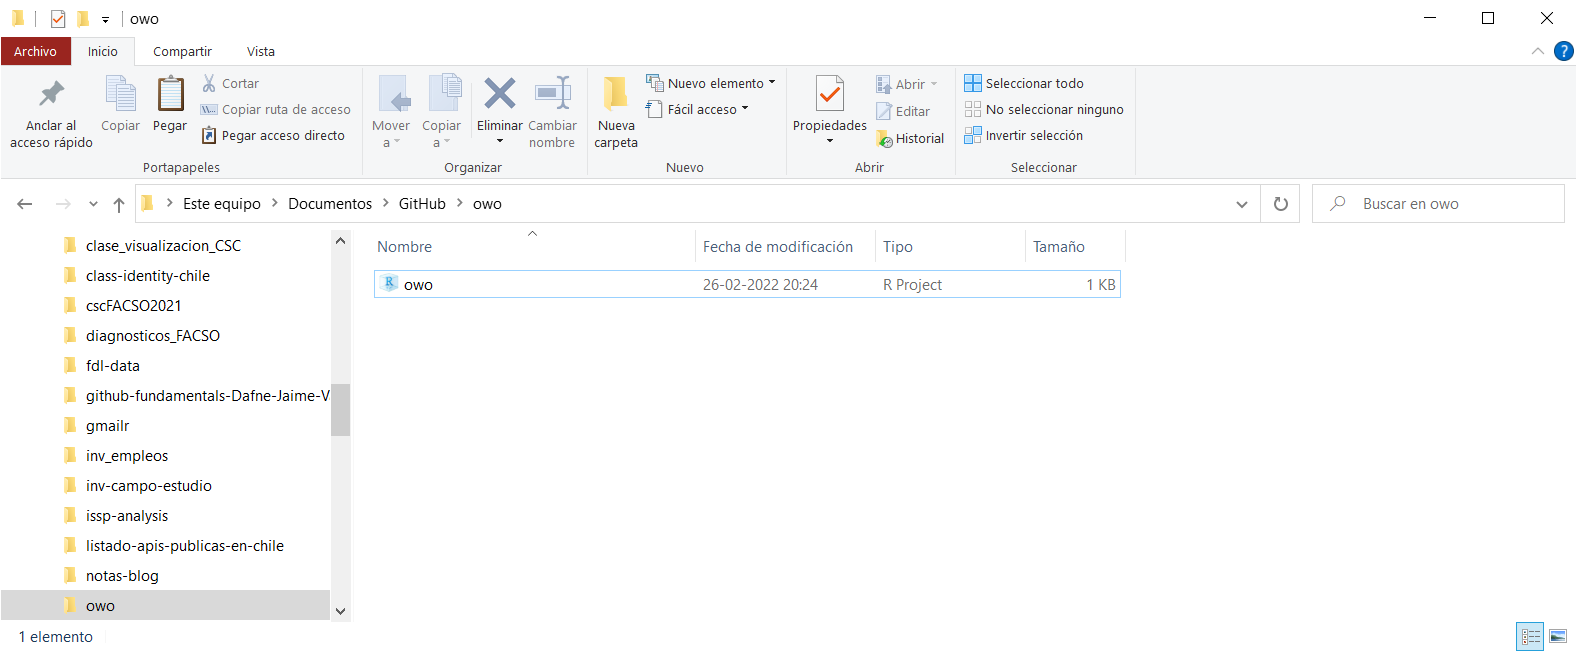 owo
Archivo Inicio Compartir Vista
Anclar al acceso rápido
Copiar
Pegar
Cortar
Copiar ruta de acceso
Pegar acceso directo
Portapapeles
Mover a
Copiar a
Eliminar
Cambiar nombre
Organizar
Nueva carpeta
Nuevo elemento
Fácil acceso
Nuevo
Propiedades
Abrir
Editar
Historial
Abrir
Seleccionar todo
No seleccionar ninguno
Invertir selección
Seleccionar
Este equipo > Documentos > GitHub > owo
Buscar en owo
clase_visualizacion_CSC
class-identity-chile
cscFACSO2021
diagnosticos_FACSO
fdl-data
github-fundamentals-Dafne-Jaime-V
gmailr
inv_empleos
inv-campo-estudio
issp-analysis
listado-apis-publicas-en-chile
notas-blog
owo
Nombre Fecha de modificación Tipo Tamaño
owo 26-02-2022 20:24 R Project 1 KB
1 elemento